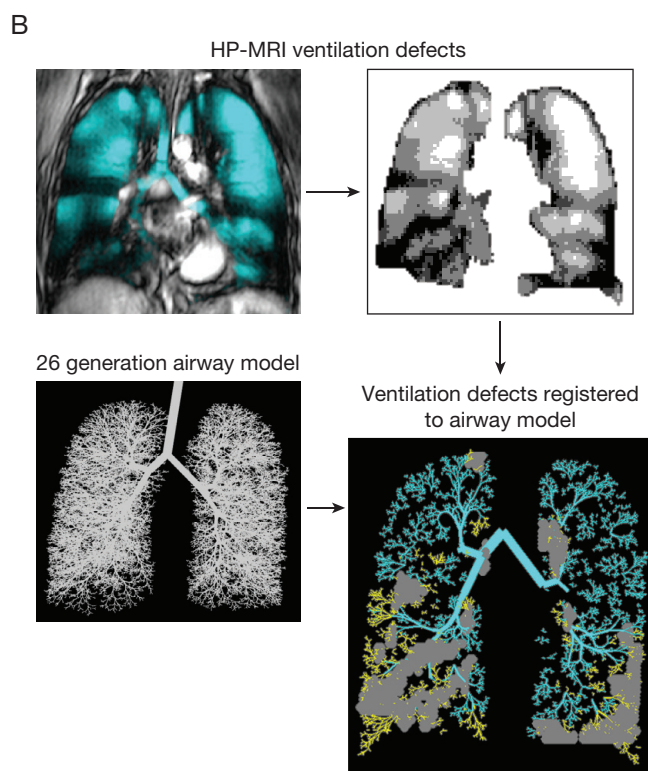 B
HP-MRI ventilation defects
26 generation airway model
Ventilation defects registered
to airway model